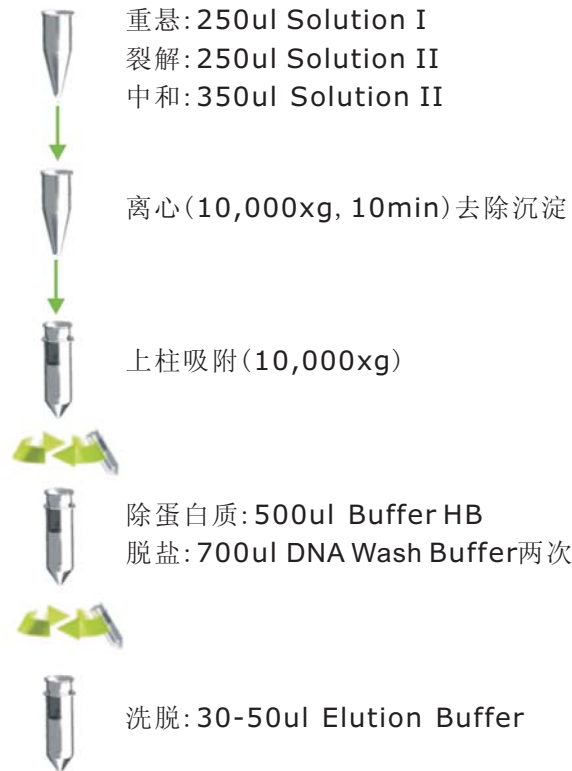 重悬:250ul Solution I
裂解:250ul Solution II
中和:350ul Solution II
离心(10,000xg, 10min)去除沉淀
上柱吸附(10,000xg)
除蛋白质:500ul Buffer HB
脱盐:700ul DNA Wash Buffer两次
洗脱:30-50ul Elution Buffer